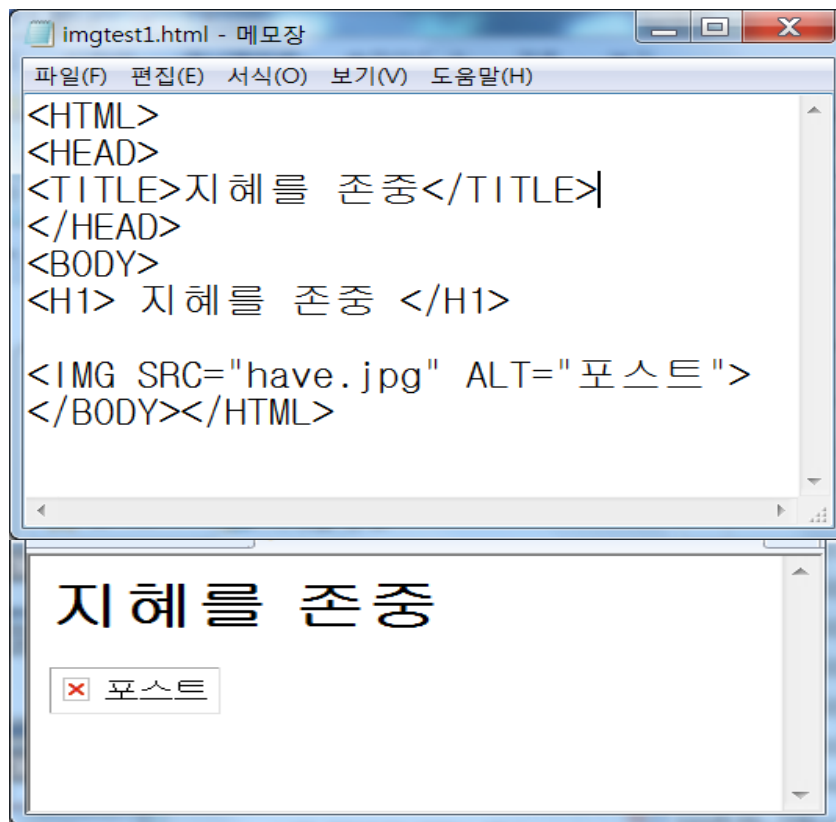 imgtest1.html - 메모장
파일(F) 편집(E) 서식(O) 보기(V) 도움말(H)
<HTML>
<HEAD>
<TITLE>지혜를 존중</TITLE>
</HEAD>
<BODY>
<H1> 지혜를 존중 </H1>
<IMG SRC="have.jpg" ALT="포스트">
</BODY></HTML>
지혜를 존중
포스트